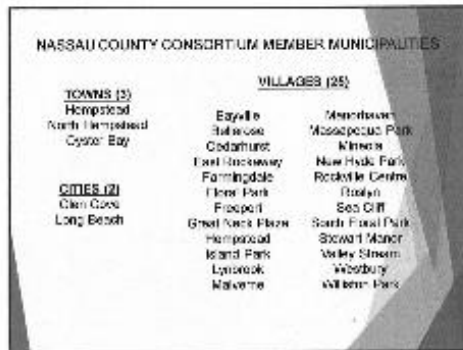 NASSAU COUNTY CONSORTIUM MEMBER MUNICIPALITIES
TOWNS (3)
Hempstead
North Hempstead
Oyster Bay
CITIES (2)
Glen Cove
Long Beach
VILLAGES (25)
Bayville
Bellerose
Cedarhurst
East Rockaway
Farmingdale
Floral Park
Freeport
Great Neck Plaza
Hempstead
Island Park
Lynbrook
Malverne
Manorhaven
Massapequa Park
Mineola
New Hyde Park
Rockville Centre
Roslyn
Sea Cliff
South Floral Park
Stewart Manor
Valley Stream
Westbury
Williston Park